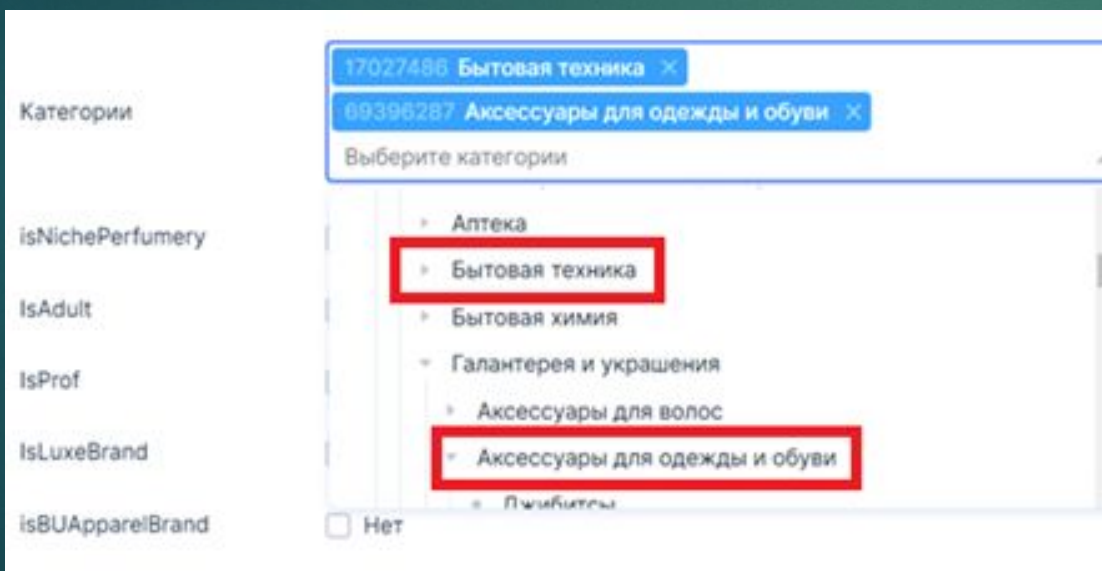 17027486 Бытовая техника ×
Категории
69396287 Аксессуары для одежды и обуви ×
Выберите категории
Аптека
isNichePerfumery
Бытовая техника
IsAdult
Бытовая химия
Галантерея и украшения
IsProf
Аксессуары для волос
IsLuxeBrand
Аксессуары для одежды и обуви
Джибитсы
isBUApparelBrand
Нет